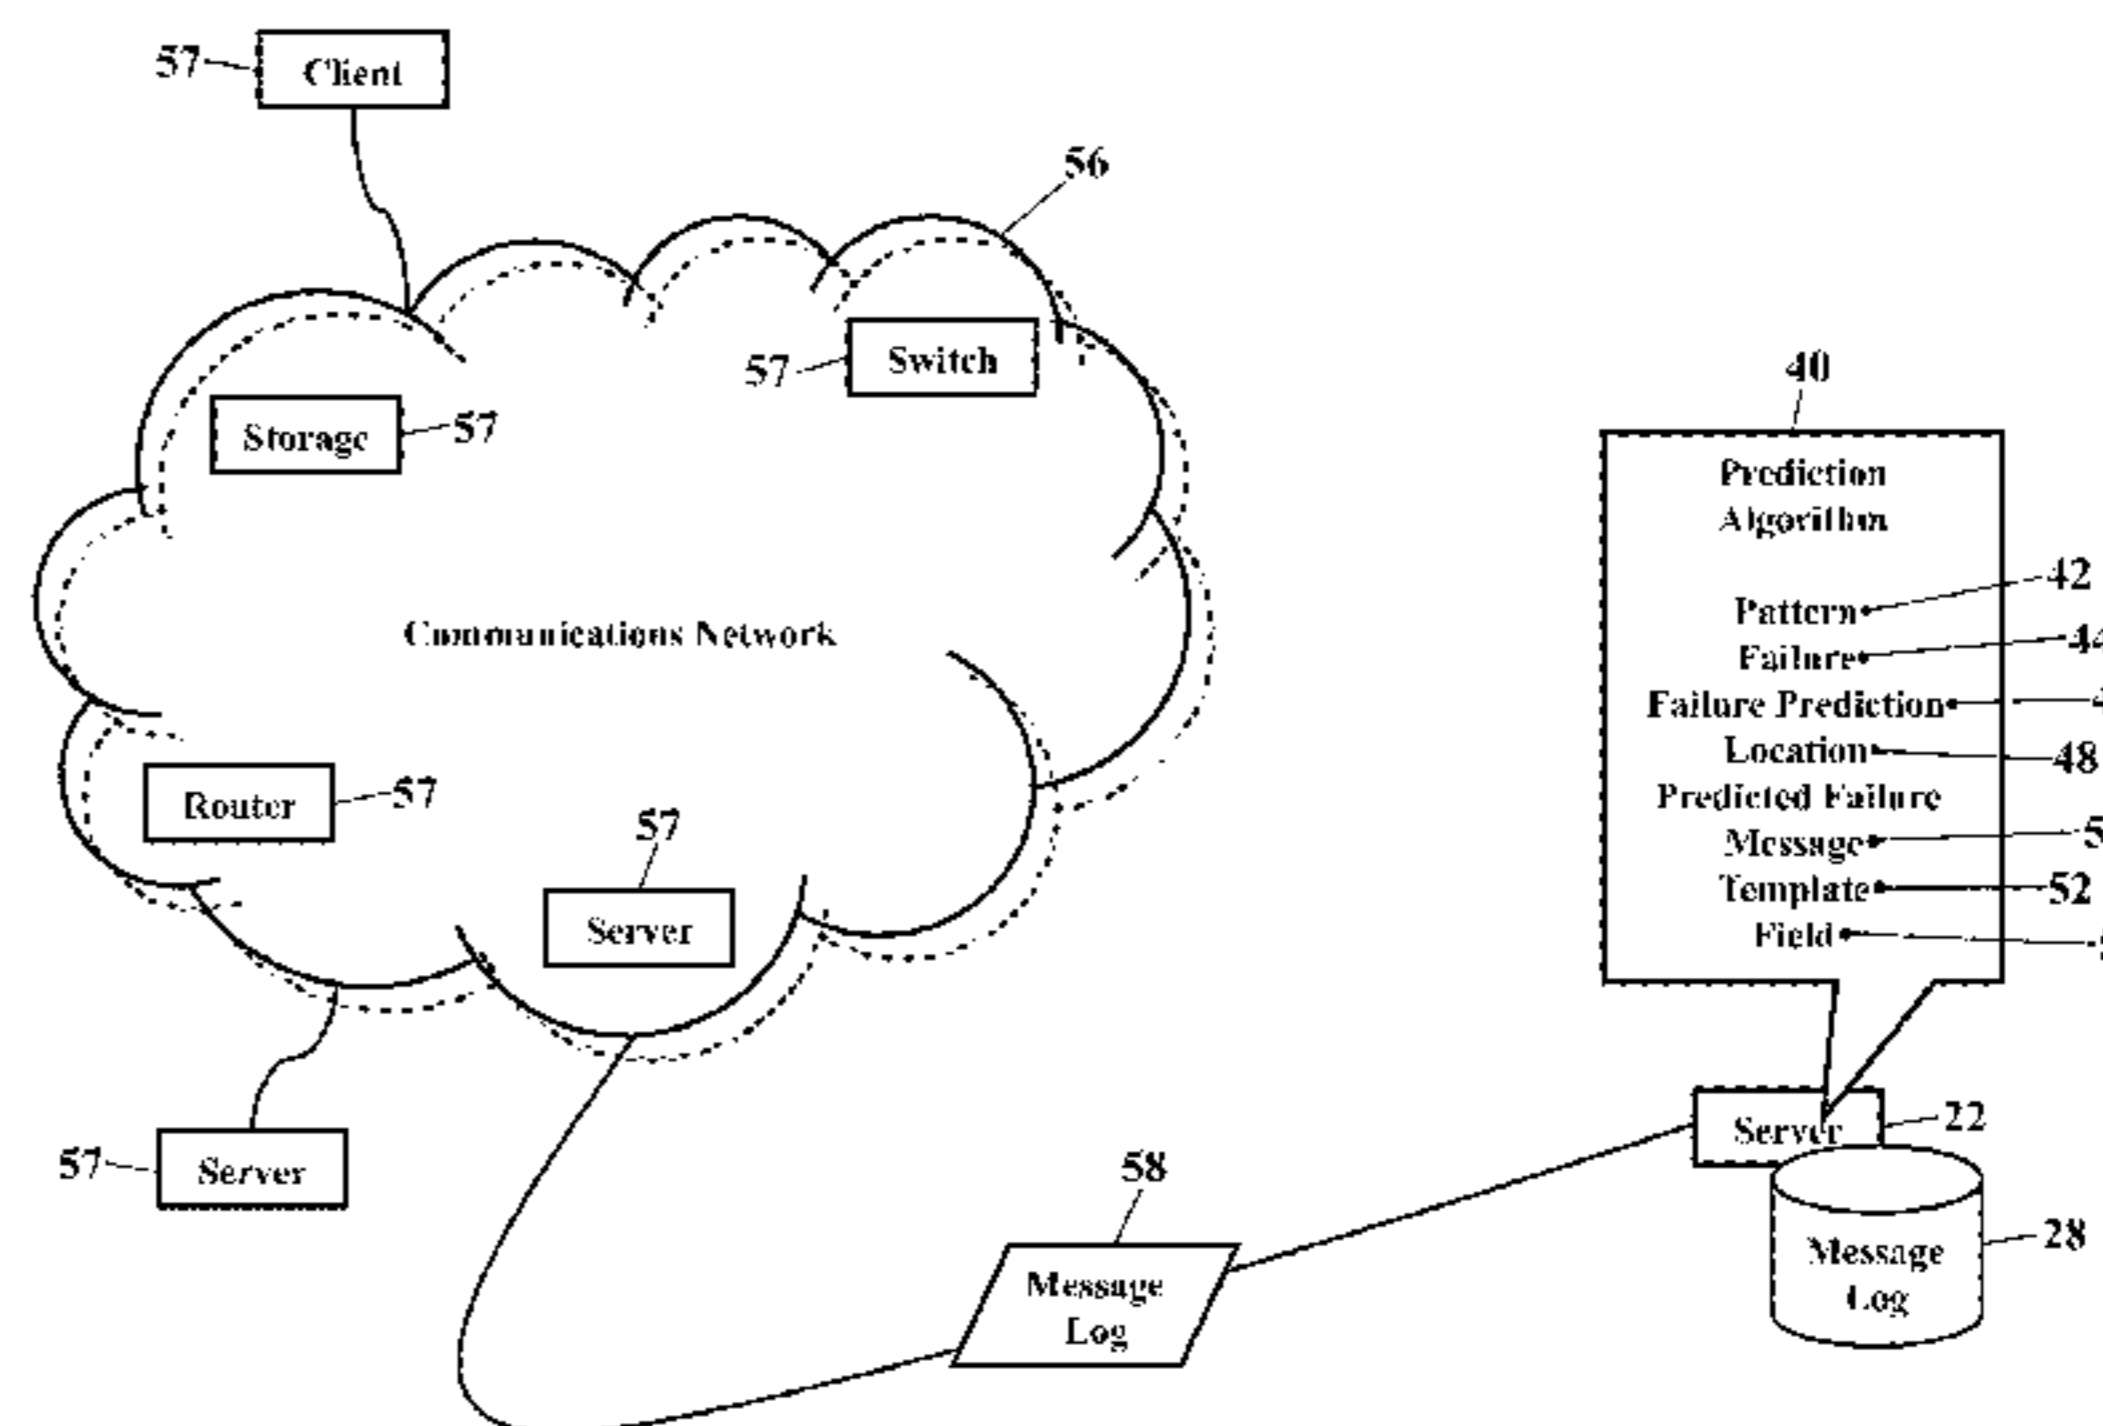 57 Client
56
57 Switch
Storage 57
40
Prediction
Algorithm
Pattern 42
Failure 44
Communications Network
Failure Prediction
Location 48
Predicted Failure
Router 57
57
Message
Template 52
Server
Field
57 Server
Server 22
58
Message
Log
28
Message
Log